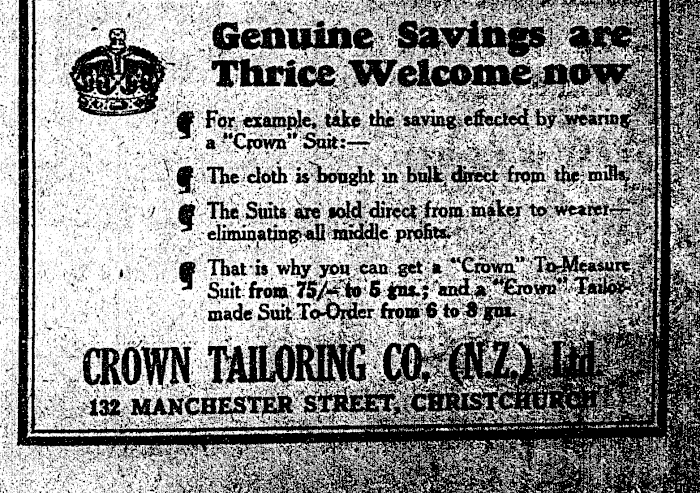 Genuine Savings are
Thrice Welcome now
¶ For example, take the saving effected by wearing
a "Crown" Suit:—
¶ The cloth is bought in bulk direct from the mills.
¶ The Suits are sold direct from maker to wearer—
eliminating all middle profits.
¶ That is why you can get a "Crown" To-Measure
Suit from 75/- to 5 gns.; and a "Crown" Tailor-
made Suit To-Order from 6 to 8 gns.
CROWN TAILORING CO. (N.Z.) Ltd.
132 MANCHESTER STREET, CHRISTCHURCH